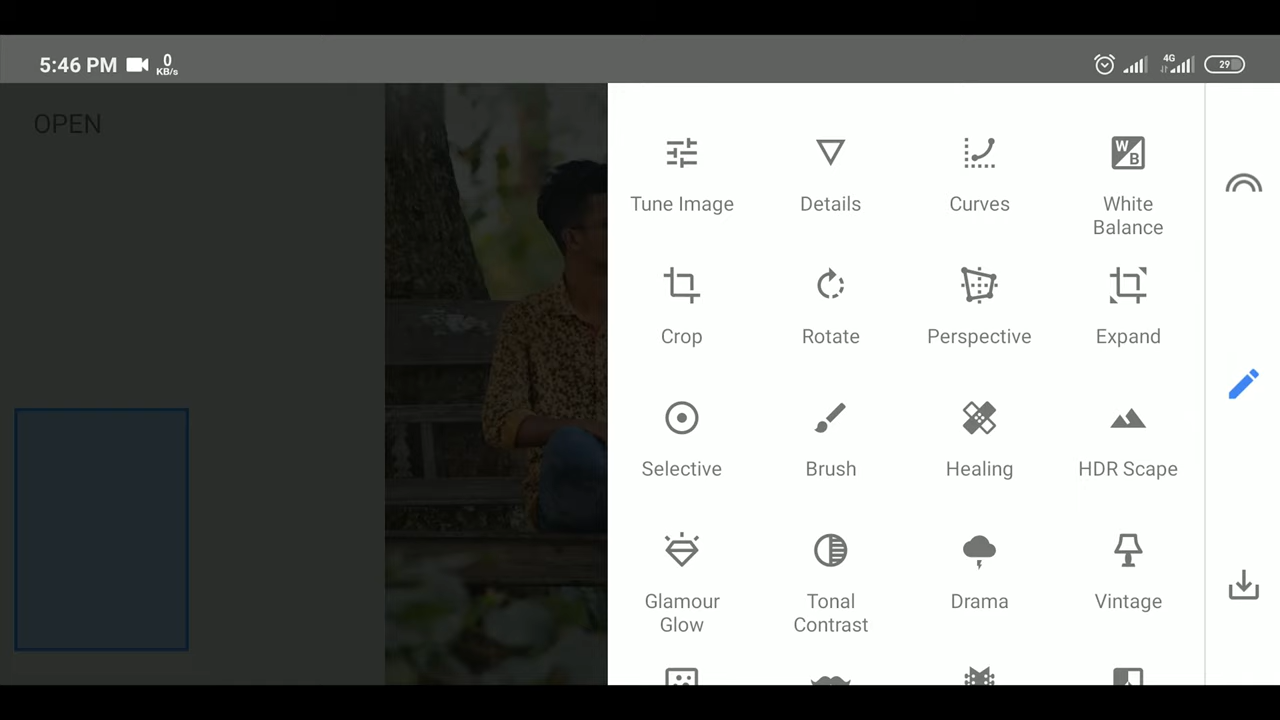 5:46 PM 0 KB/s 4G 29
OPEN
Tune Image Details Curves White Balance
Crop Rotate Perspective Expand
Selective Brush Healing HDR Scape
Glamour Glow Tonal Contrast Drama Vintage
W B